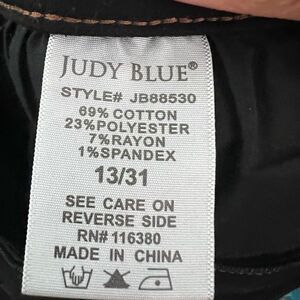 JUDY BLUE®
STYLE# JB88530
69% COTTON
23%POLYESTER
7%RAYON
1%SPANDEX
13/31
SEE CARE ON
REVERSE SIDE
RN# 116380
MADE IN CHINA